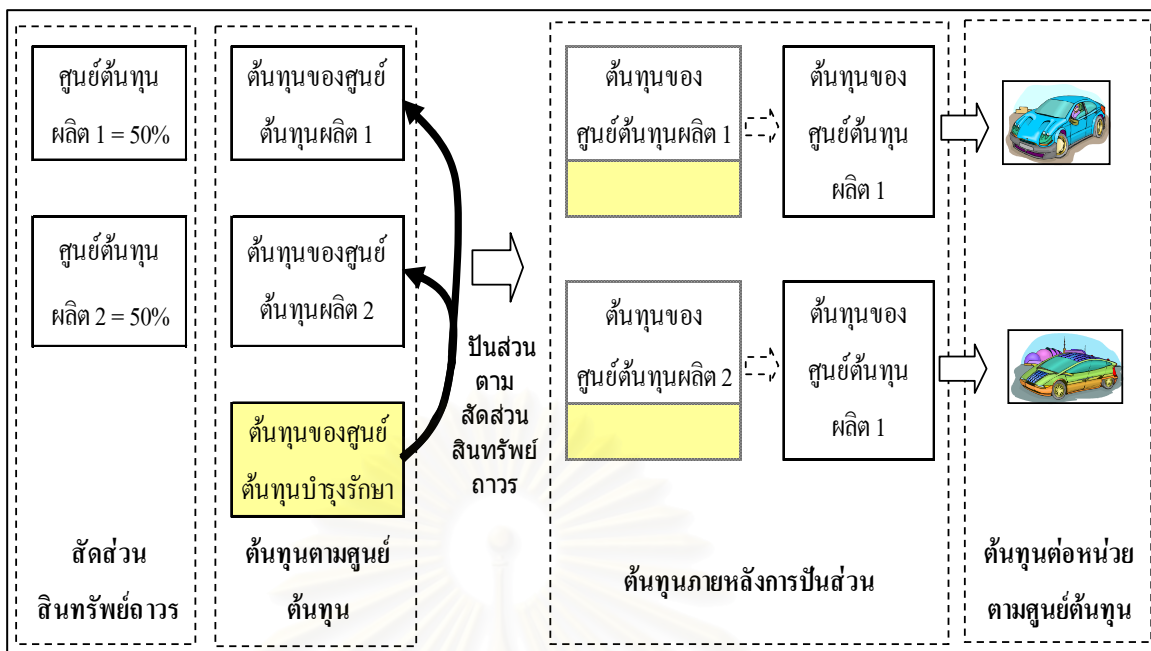 ศูนย์ต้นทุน
ผลิต 1 = 50%
ศูนย์ต้นทุน
ผลิต 2 = 50%
สัดส่วน
สินทรัพย์ถาวร
ต้นทุนของศูนย์
ต้นทุนผลิต 1
ต้นทุนของศูนย์
ต้นทุนผลิต 2
ต้นทุนของศูนย์
ต้นทุนบำรุงรักษา
ต้นทุนตามศูนย์
ต้นทุน
ปันส่วน
ตาม
สัดส่วน
สินทรัพย์
ถาวร
ต้นทุนของ
ศูนย์ต้นทุนผลิต 1
ต้นทุนของ
ศูนย์ต้นทุน
ผลิต 1
ต้นทุนของ
ศูนย์ต้นทุนผลิต 2
ต้นทุนของ
ศูนย์ต้นทุน
ผลิต 1
ต้นทุนภายหลังการปันส่วน
ต้นทุนต่อหน่วย
ตามศูนย์ต้นทุน